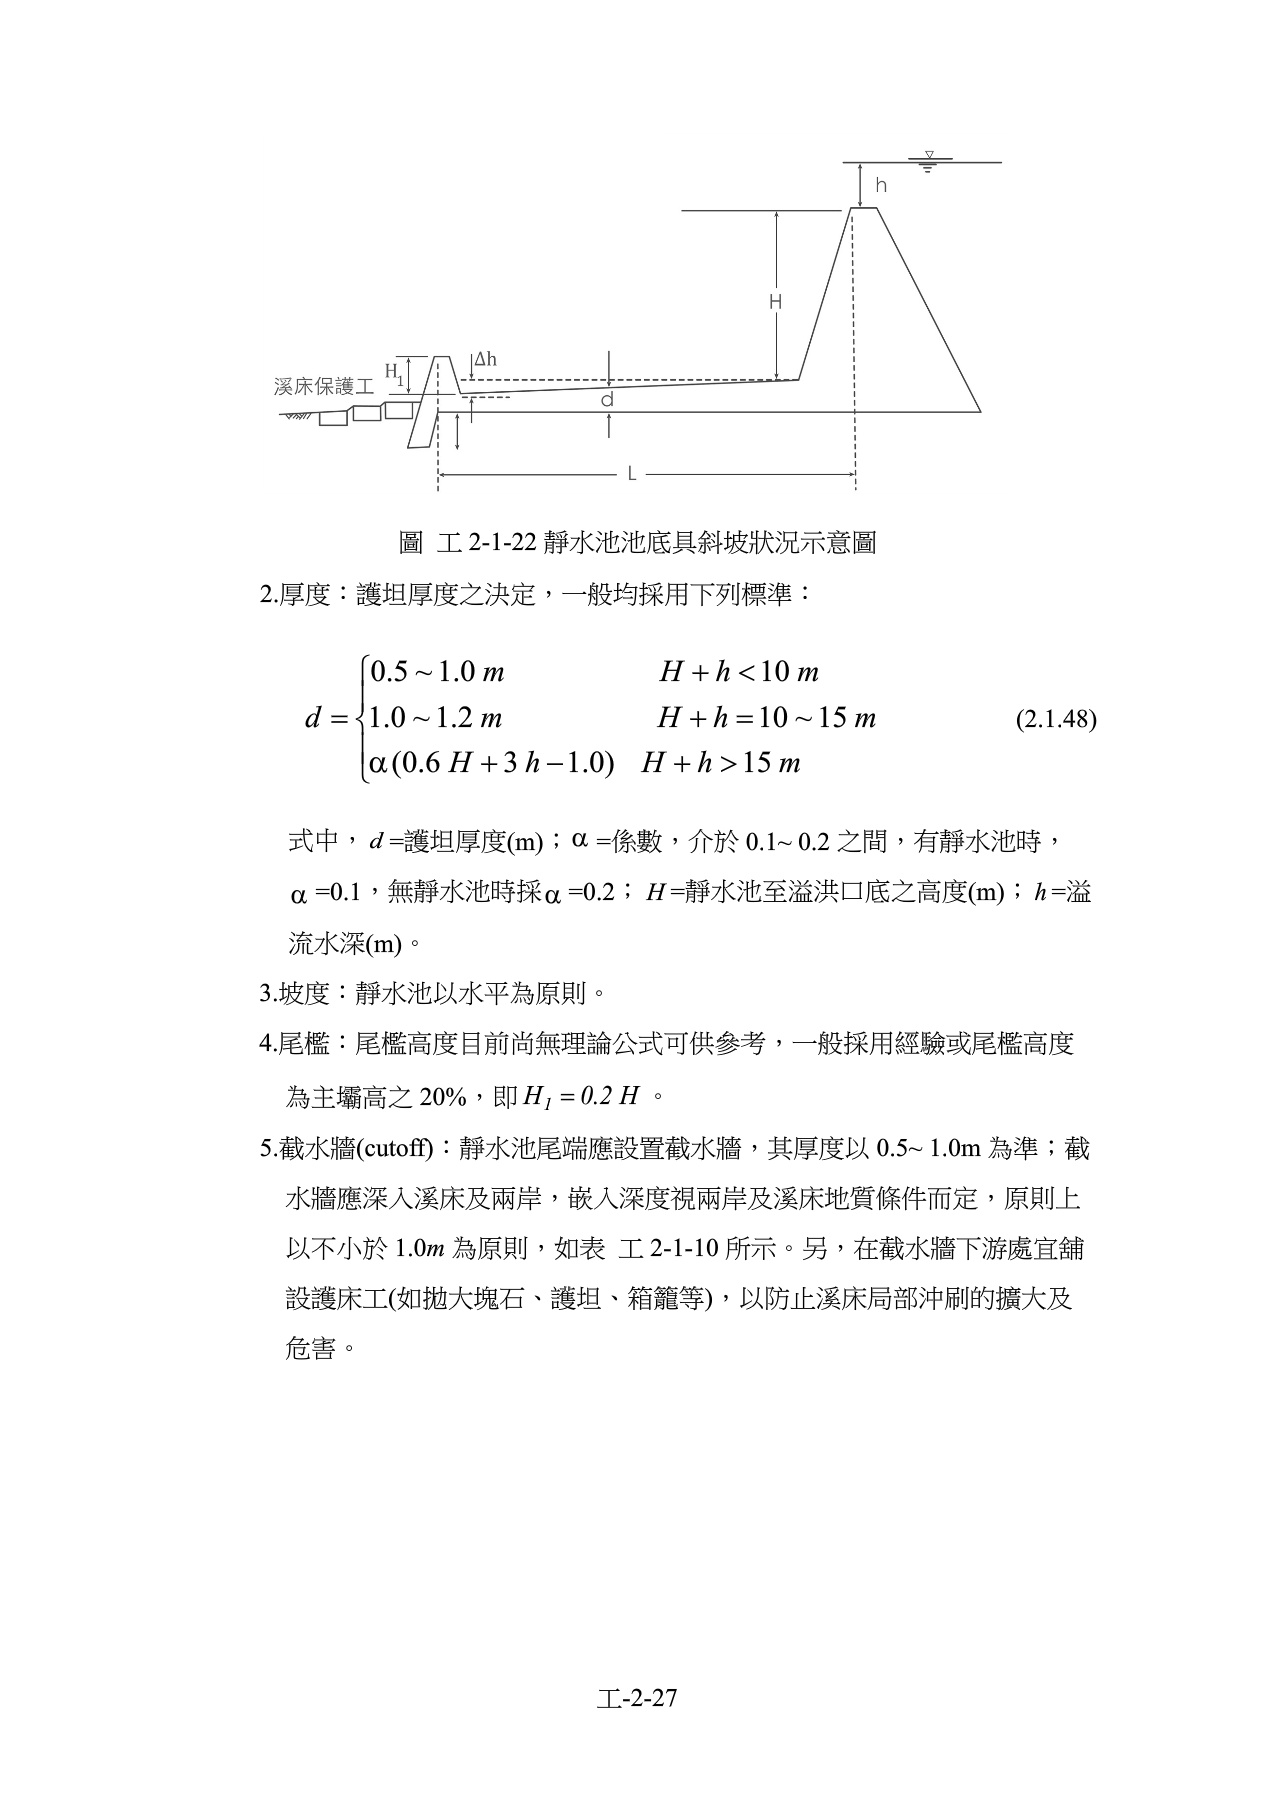 h
H
Δh
H₁
溪床保護工
d
L
圖 工 2-1-22 靜水池池底具斜坡狀況示意圖
2.厚度：護坦厚度之決定，一般均採用下列標準：
0.5 ~ 1.0 m H + h < 10 m
d = { 1.0 ~ 1.2 m H + h = 10 ~ 15 m (2.1.48)
α (0.6 H + 3 h − 1.0) H + h > 15 m
式中， d =護坦厚度(m)；α =係數，介於 0.1~ 0.2 之間，有靜水池時，
α =0.1，無靜水池時採α =0.2； H =靜水池至溢洪口底之高度(m)； h =溢
流水深(m)。
3.坡度：靜水池以水平為原則。
4.尾檻：尾檻高度目前尚無理論公式可供參考，一般採用經驗或尾檻高度
為主壩高之 20%，即 H₁ = 0.2 H 。
5.截水牆(cutoff)：靜水池尾端應設置截水牆，其厚度以 0.5~ 1.0m 為準；截
水牆應深入溪床及兩岸，嵌入深度視兩岸及溪床地質條件而定，原則上
以不小於 1.0m 為原則，如表 工 2-1-10 所示。另，在截水牆下游處宜舖
設護床工(如拋大塊石、護坦、箱籠等)，以防止溪床局部沖刷的擴大及
危害。
工-2-27